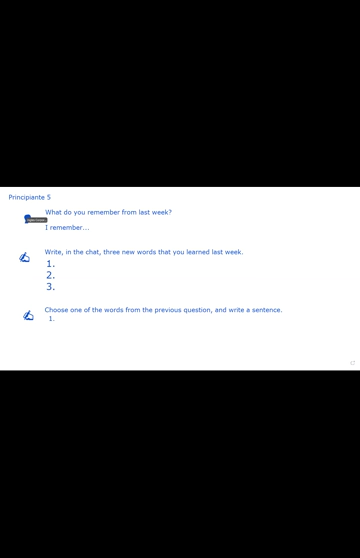 Principiante 5
What do you remember from last week?
I remember...
Write, in the chat, three new words that you learned last week.
1.
2.
3.
Choose one of the words from the previous question, and write a sentence.
1.